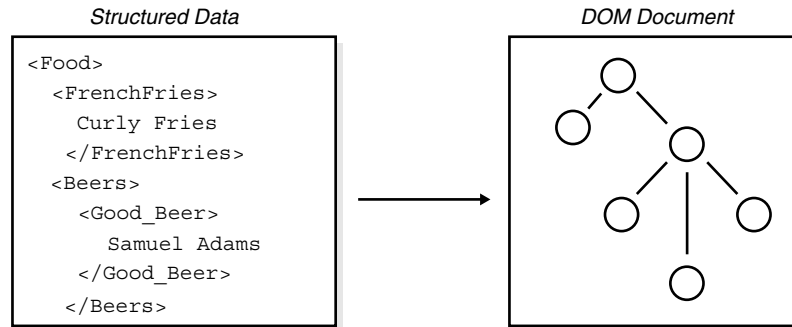 Structured Data
DOM Document
<Food>
<FrenchFries>
Curly Fries
</FrenchFries>
<Beers>
<Good_Beer>
Samuel Adams
</Good_Beer>
</Beers>